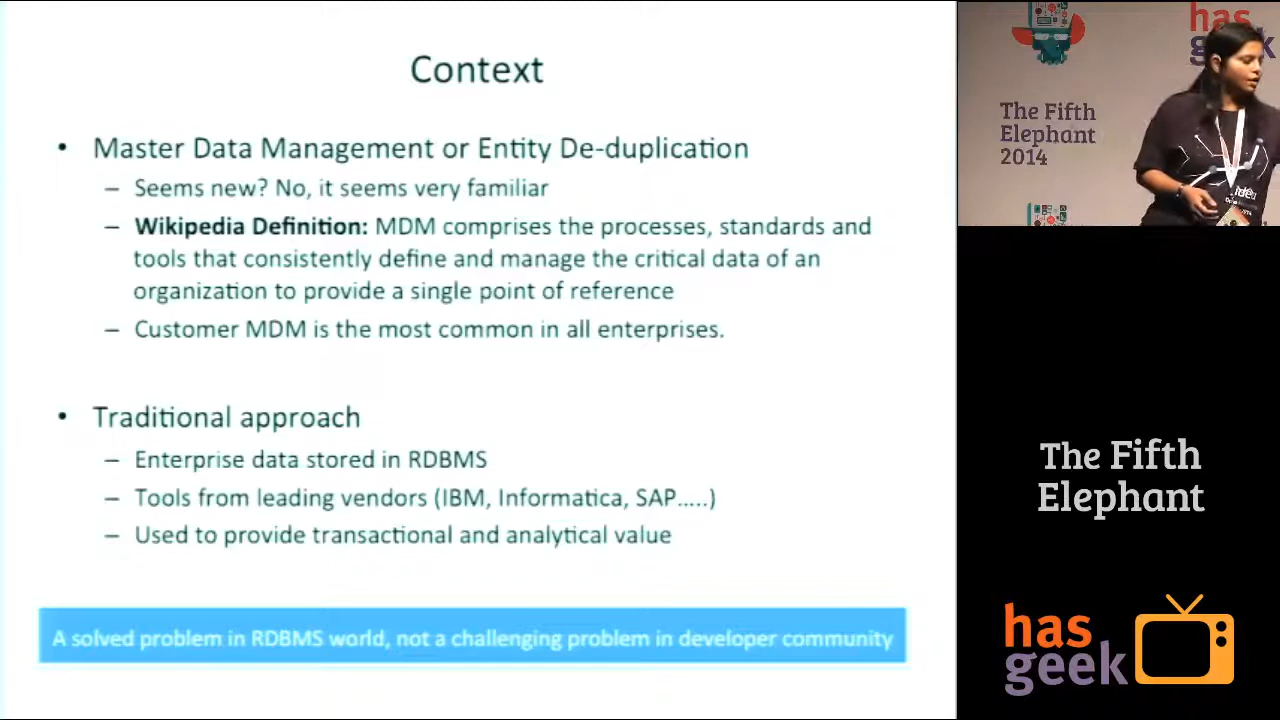 Context
• Master Data Management or Entity De-duplication
– Seems new? No, it seems very familiar
– Wikipedia Definition: MDM comprises the processes, standards and
tools that consistently define and manage the critical data of an
organization to provide a single point of reference
– Customer MDM is the most common in all enterprises.
• Traditional approach
– Enterprise data stored in RDBMS
– Tools from leading vendors (IBM, Informatica, SAP.....)
– Used to provide transactional and analytical value
A solved problem in RDBMS world, not a challenging problem in developer community
has
The Fifth
Elephant
2014
The Fifth
Elephant
has
geek